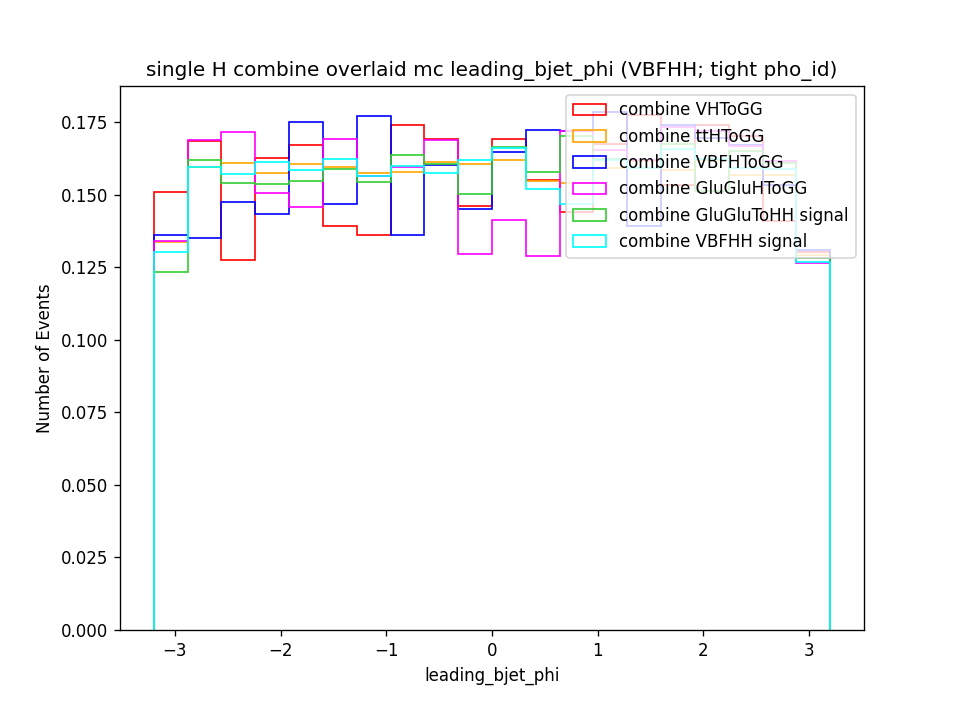 single H combine overlaid mc leading_bjet_phi (VBFHH; tight pho_id)
combine VHToGG
combine ttHToGG
combine VBFHToGG
combine GluGluHToGG
combine GluGluToHH signal
combine VBFHH signal
0.175
0.150
0.125
0.100
0.075
0.050
0.025
0.000
Number of Events
−3
−2
−1
0
1
2
3
leading_bjet_phi